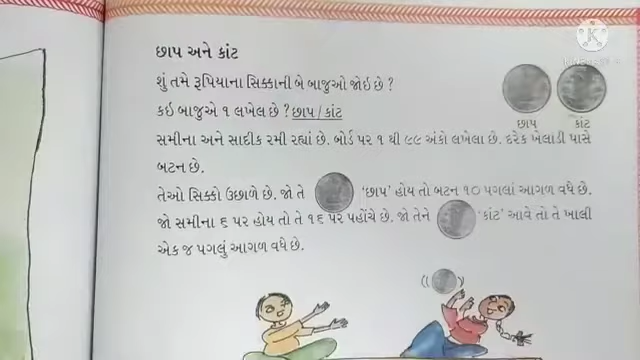 છાપ અને કાંટ
શું તમે રૂપિયાના સિક્કાની બે બાજુઓ જોઇ છે ?
કઇ બાજુએ ૧ લખેલ છે ? છાપ / કાંટ
છાપ કાંટ
સમીના અને સાદીક રમી રહ્યાં છે. બોર્ડ પર ૧ થી ૯૯ અંકો લખેલા છે. દરેક ખેલાડી પાસે
બટન છે.
તેઓ સિક્કો ઉછાળે છે. જો તે ‘છાપ’ હોય તો બટન ૧૦ પગલાં આગળ વધે છે.
જો સમીના ૬ પર હોય તો તે ૧૬ પર પહોંચે છે. જો તેને ‘કાંટ’ આવે તો તે ખાલી
એક જ પગલું આગળ વધે છે.